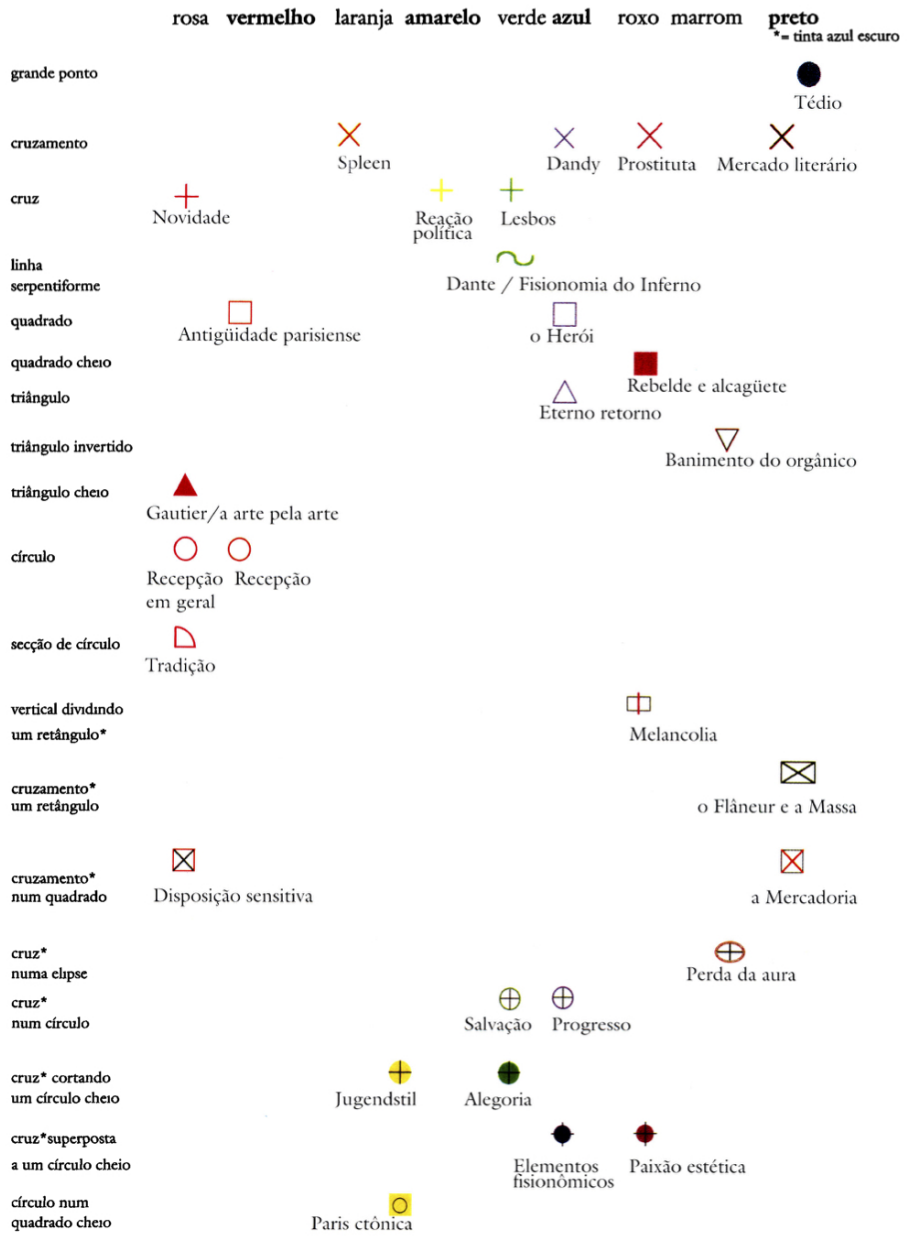 rosa vermelho laranja amarelo verde azul roxo marrom preto
*= tinta azul escuro
grande ponto
Tédio
cruzamento
Spleen Dandy Prostituta Mercado literário
cruz
Novidade Reação Lesbos
política
linha
serpentiforme
Dante / Fisionomia do Inferno
quadrado
Antigüidade parisiense o Herói
quadrado cheio
Rebelde e alcagüete
triângulo
Eterno retorno
triângulo invertido
Banimento do orgânico
triângulo cheio
Gautier/a arte pela arte
círculo
Recepção Recepção
em geral
secção de círculo
Tradição
vertical dividindo
um retângulo*
Melancolia
cruzamento*
um retângulo
o Flâneur e a Massa
cruzamento*
num quadrado
Disposição sensitiva a Mercadoria
cruz*
numa elipse
Perda da aura
cruz*
num círculo
Salvação Progresso
cruz* cortando
um círculo cheio
Jugendstil Alegoria
cruz*superposta
a um círculo cheio
Elementos Paixão estética
fisionômicos
círculo num
quadrado cheio
Paris ctônica